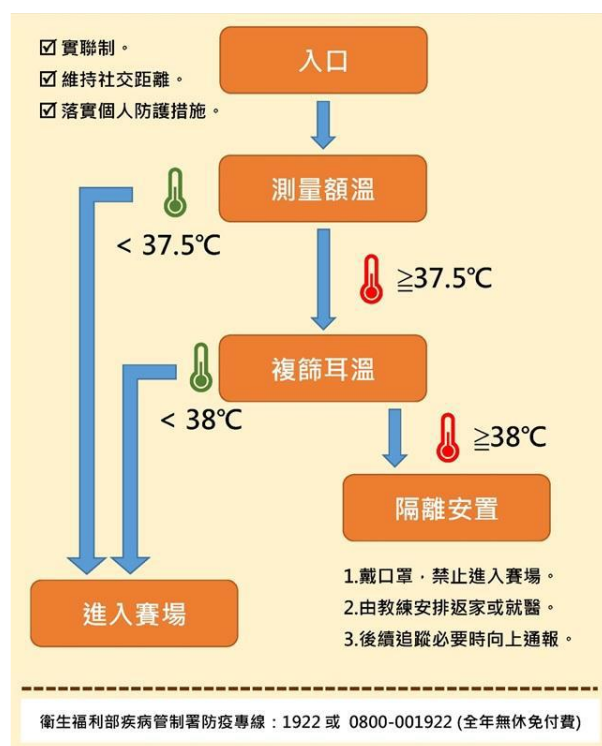 ☑ 實聯制。
☑ 維持社交距離。
☑ 落實個人防護措施。
入口
測量額溫
< 37.5℃
≧37.5℃
複篩耳溫
< 38℃
≧38℃
隔離安置
1.戴口罩，禁止進入賽場。
2.由教練安排返家或就醫。
3.後續追蹤必要時向上通報。
進入賽場
衛生福利部疾病管制署防疫專線：1922 或 0800-001922 (全年無休免付費)